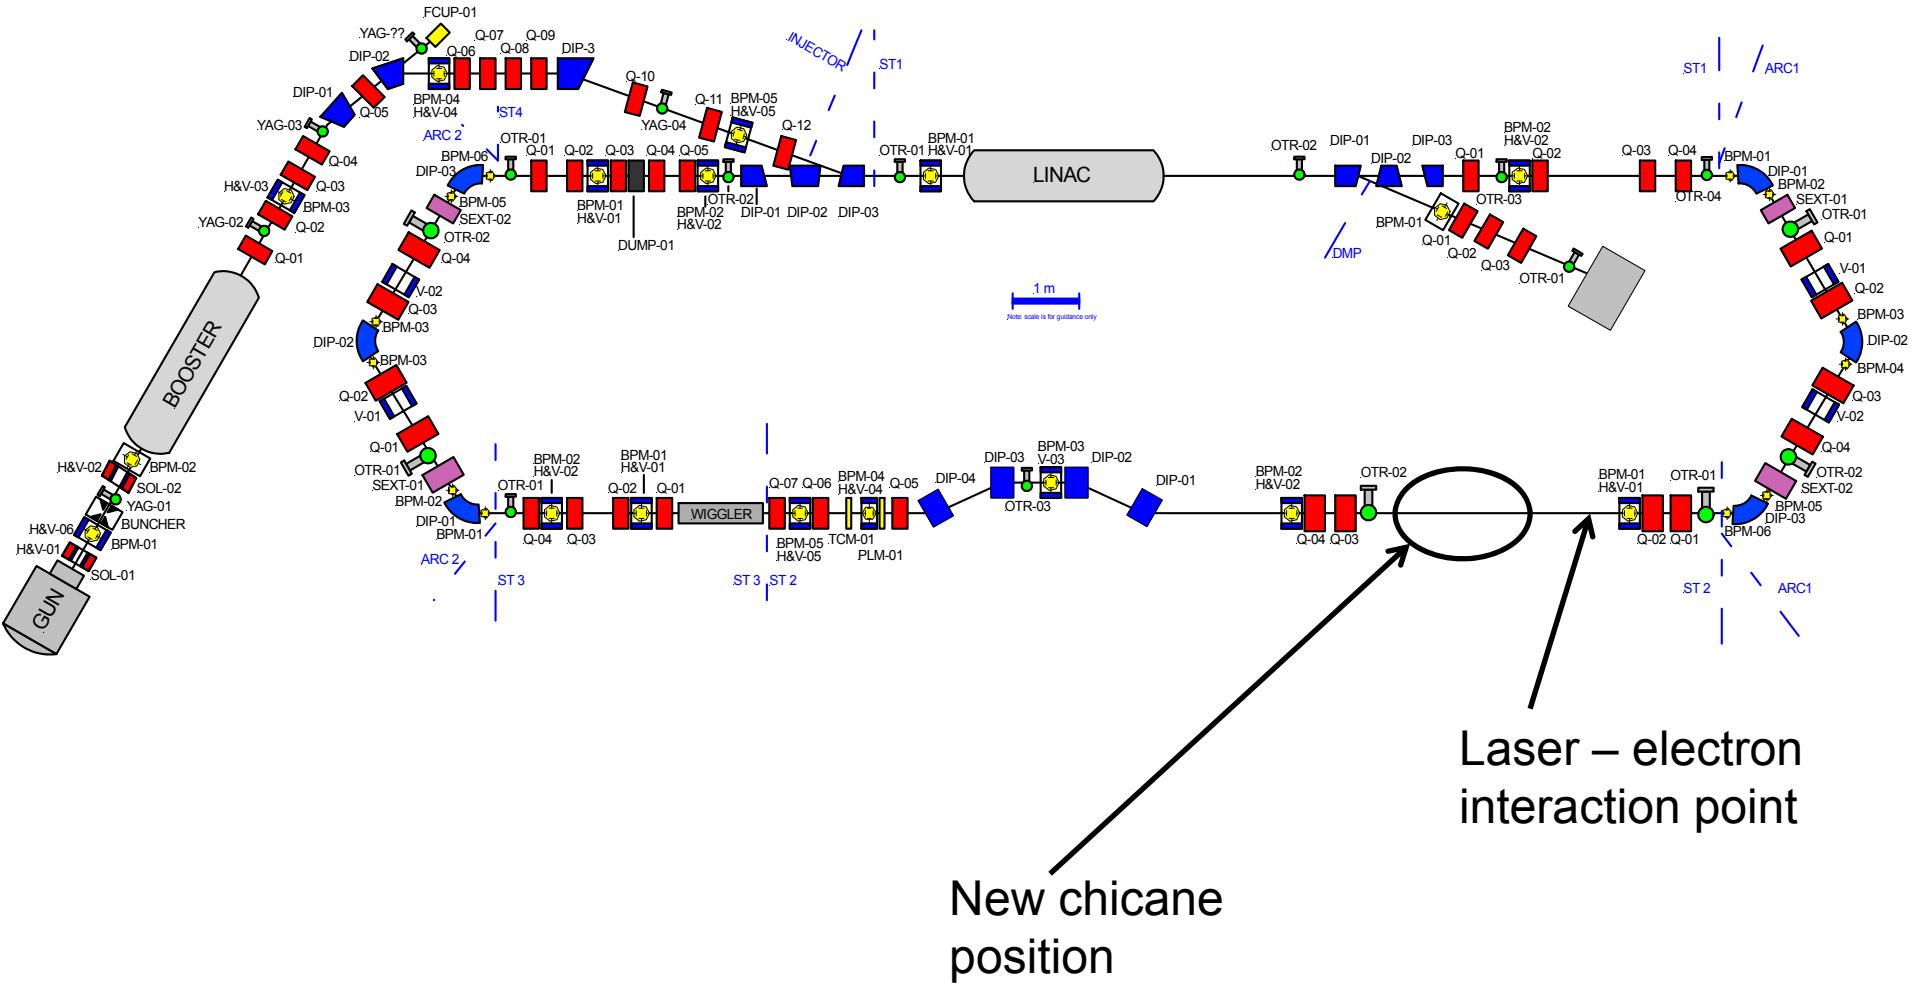 FCUP-01
YAG-??
Q-07
Q-09
Q-06
Q-08
DIP-3
DIP-02
INJECTOR
ST1
ST1
ARC1
DIP-01
Q-05
BPM-04
H&V-04
Q-10
Q-11
BPM-05
H&V-05
YAG-03
ST4
YAG-04
ARC 2
OTR-01
Q-12
Q-04
BPM-06
DIP-03
Q-01
Q-02
Q-03
Q-04
Q-05
OTR-01
BPM-01
H&V-01
LINAC
OTR-02
DIP-01
DIP-02
DIP-03
Q-01
BPM-02
H&V-02
Q-02
Q-03
Q-04
BPM-01
DIP-01
BPM-02
H&V-03
Q-03
BPM-03
BPM-05
SEXT-02
BPM-01
H&V-01
BPM-02
H&V-02
OTR-02
DIP-01
DIP-02
DIP-03
OTR-03
OTR-04
SEXT-01
OTR-01
YAG-02
Q-02
OTR-02
DUMP-01
BPM-01
Q-01
Q-02
Q-03
DMP
OTR-01
Q-01
Q-01
Q-04
V-01
Q-02
V-02
Q-03
1 m
Note: scale is for guidance only
BPM-03
BPM-03
DIP-02
DIP-02
BPM-03
BPM-04
BOOSTER
Q-02
V-01
Q-03
V-02
Q-01
Q-04
OTR-01
SEXT-01
BPM-02
DIP-01
BPM-01
OTR-01
BPM-02
H&V-02
BPM-01
H&V-01
Q-02
Q-01
WIGGLER
Q-07
Q-06
BPM-04
H&V-04
Q-05
DIP-04
DIP-03
BPM-03
V-03
DIP-02
DIP-01
OTR-03
BPM-02
H&V-02
OTR-02
BPM-01
H&V-01
OTR-01
OTR-02
SEXT-02
BPM-05
DIP-03
BPM-06
H&V-02
BPM-02
SOL-02
YAG-01
BUNCHER
H&V-06
BPM-01
H&V-01
SOL-01
GUN
Q-04
Q-03
BPM-05
H&V-05
TCM-01
PLM-01
Q-04
Q-03
Q-02
Q-01
ARC 2
ST 3
ST 3
ST 2
ST 2
ARC1
Laser – electron
interaction point
New chicane
position